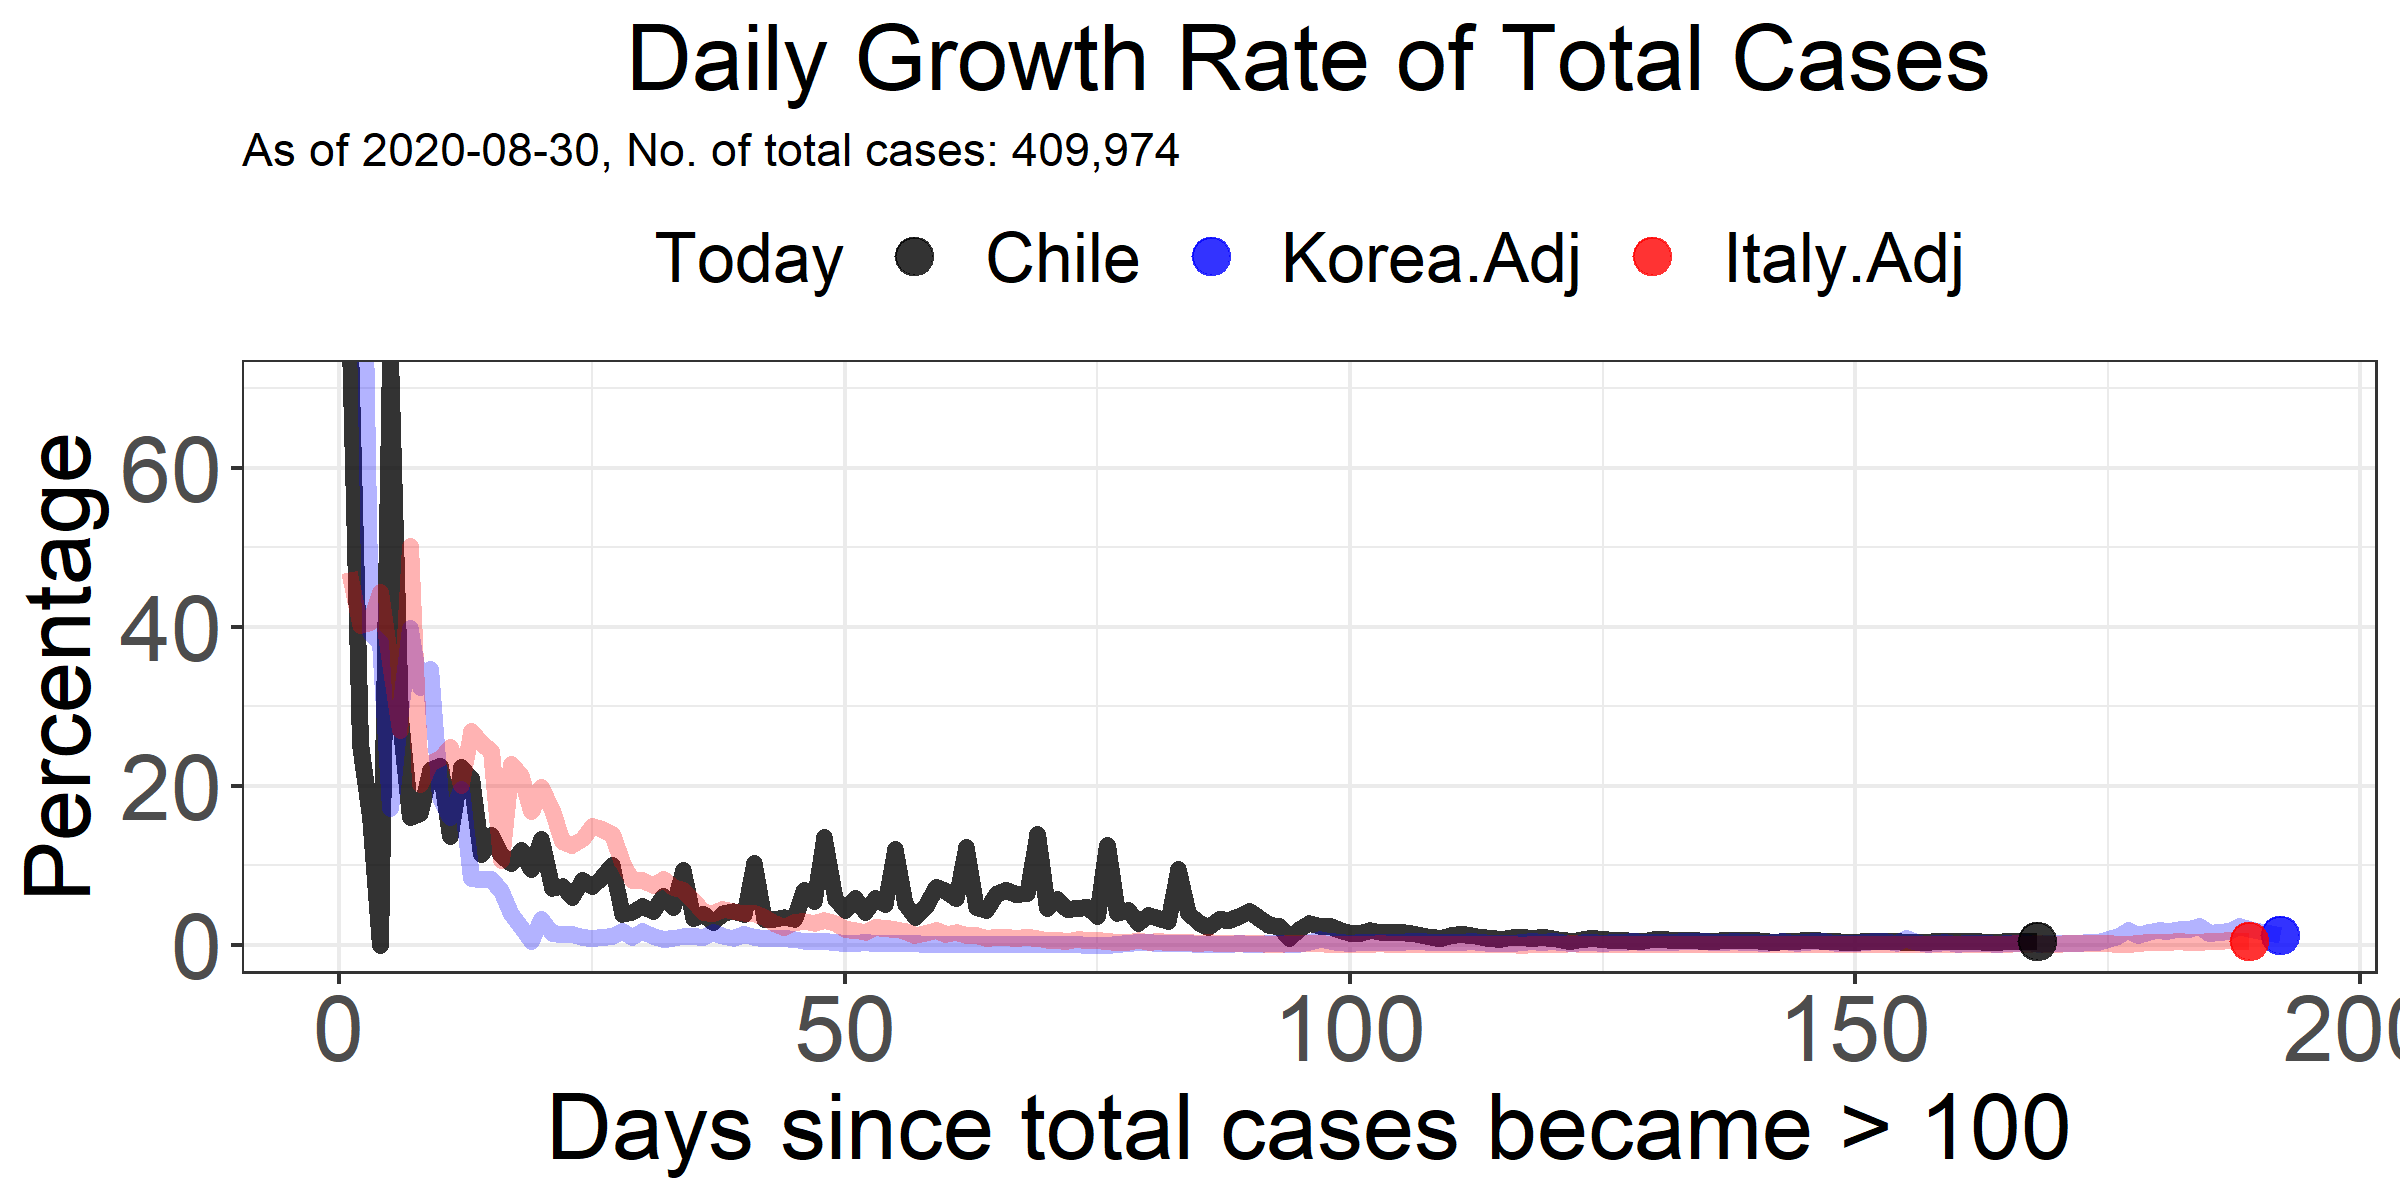 Daily Growth Rate of Total Cases
As of 2020-08-30, No. of total cases: 409,974
Today Chile Korea.Adj Italy.Adj
Percentage
60
40
20
0
0 50 100 150 200
Days since total cases became > 100